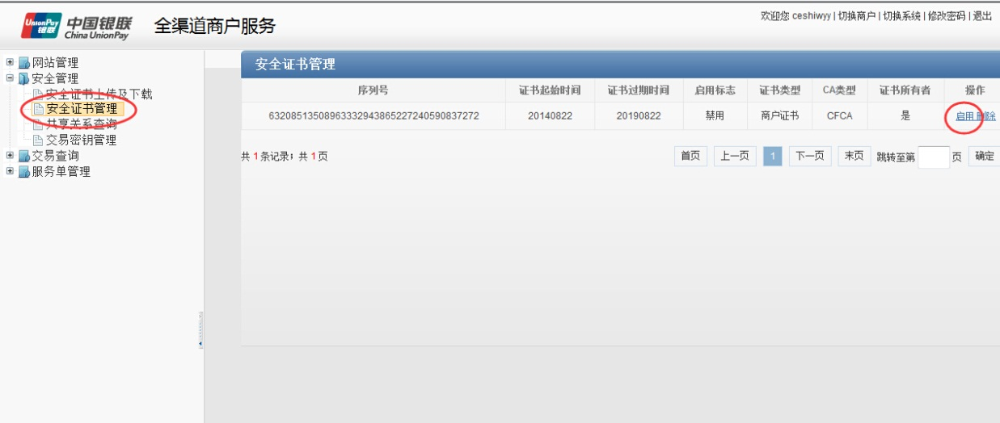 UnionPay 银联 中国银联 China UnionPay 全渠道商户服务
欢迎您 ceshiwyy | 切换商户 | 切换系统 | 修改密码 | 退出
网站管理
安全管理
安全证书上传及下载
安全证书管理
共享关系查询
交易密钥管理
交易查询
服务单管理
安全证书管理
序列号 证书起始时间 证书过期时间 启用标志 证书类型 CA类型 证书所有者 操作
632085135089633329438652272405908​37272 20140822 20190822 禁用 商户证书 CFCA 是 启用 删除
共 1 条记录; 共 1 页
首页 上一页 1 下一页 末页 跳转至第 页 确定